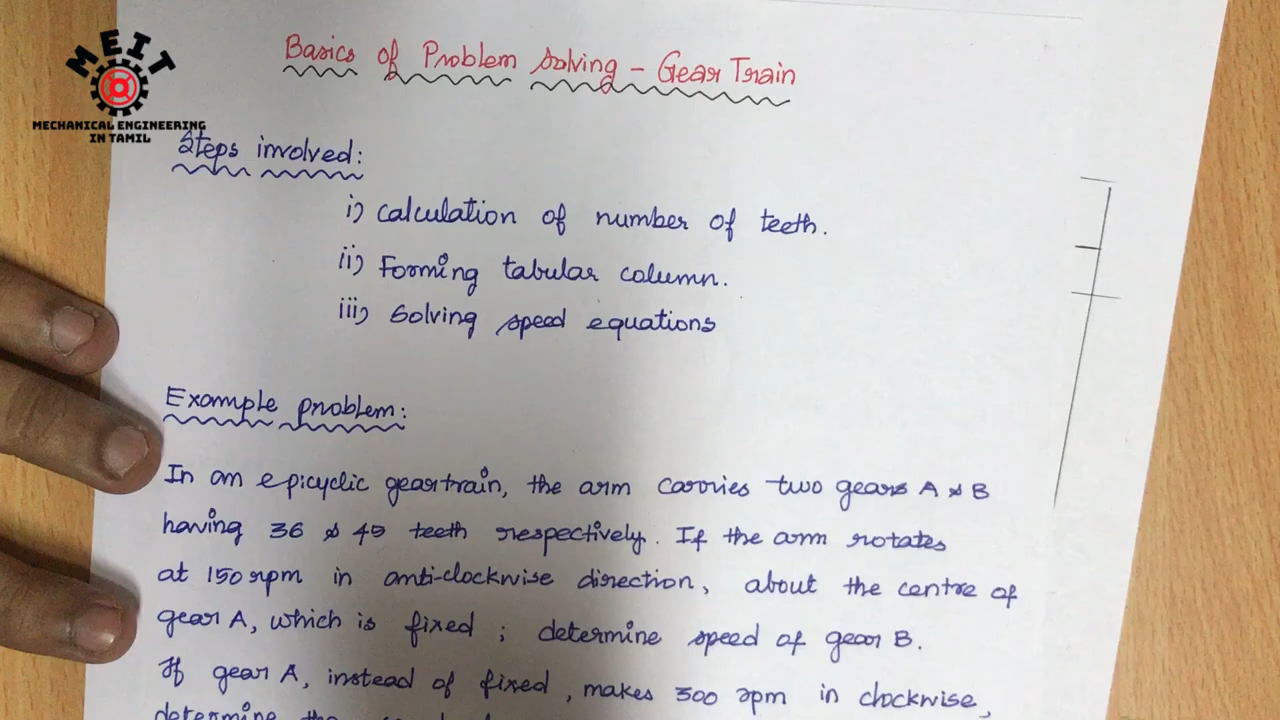 MEIT
MECHANICAL ENGINEERING
IN TAMIL
Basics of Problem Solving - Gear Train
Steps involved:
i) Calculation of number of teeth.
ii) Forming tabular column.
iii) Solving speed equations
Example problem:
In an epicyclic geartrain, the arm carries two gears A & B
having 36 & 45 teeth respectively. If the arm rotates
at 150 rpm in anti-clockwise direction, about the centre of
gear A, which is fixed ; determine speed of gear B.
If gear A, instead of fixed, makes 300 rpm in clockwise,
determine the